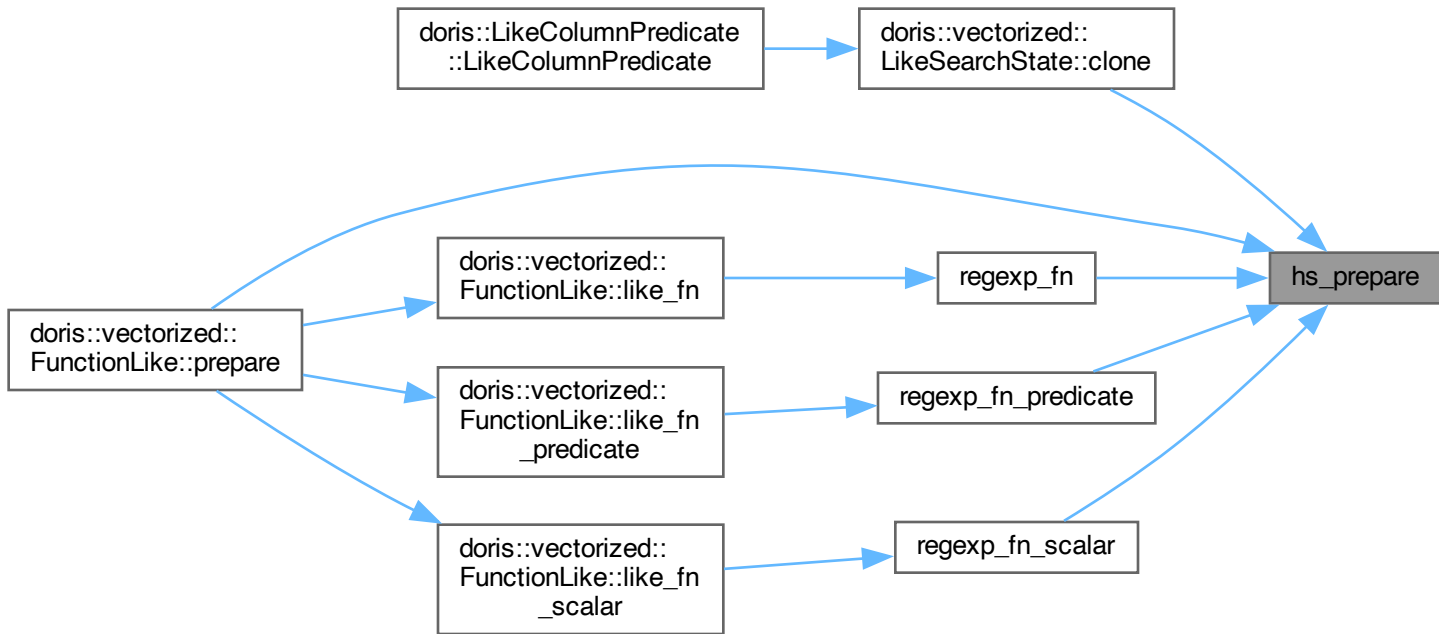 doris::LikeColumnPredicate
::LikeColumnPredicate
doris::vectorized::
LikeSearchState::clone
doris::vectorized::
FunctionLike::like_fn
regexp_fn
hs_prepare
doris::vectorized::
FunctionLike::prepare
doris::vectorized::
FunctionLike::like_fn
_predicate
regexp_fn_predicate
doris::vectorized::
FunctionLike::like_fn
_scalar
regexp_fn_scalar